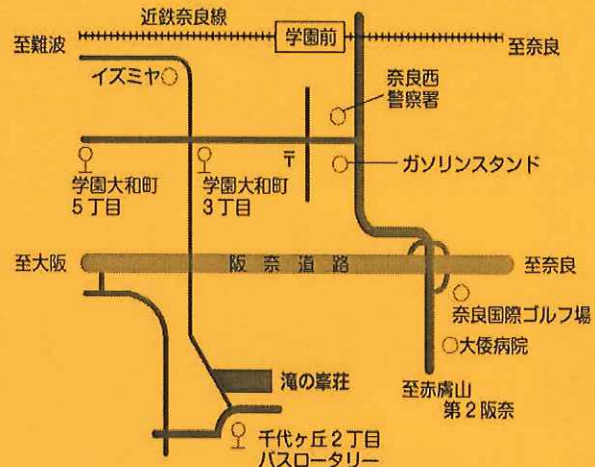 近鉄奈良線
至難波
学園前
至奈良
イズミヤ
奈良西
警察署
〒
ガソリンスタンド
学園大和町
5丁目
学園大和町
3丁目
至大阪
阪奈道路
至奈良
奈良国際ゴルフ場
大倭病院
滝の峯荘
至赤膚山
第2阪奈
千代ヶ丘2丁目
バスロータリー